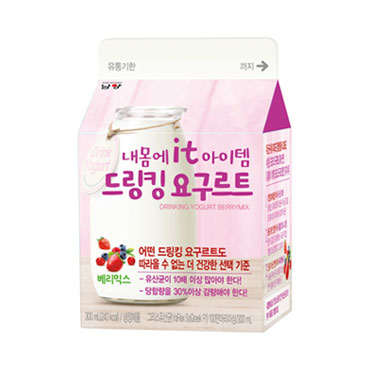 유통기한
까지 →
남양
Drink
Yogurt
내몸에 it 아이템
드링킹 요구르트
DRINKING YOGURT BERRYMIX
어떤 드링킹 요구르트도
따라올 수 없는 더 건강한 선택 기준
베리믹스
- 유산균이 10배 이상 많아야 한다!
- 당함량을 30%이상 감량해야 한다!